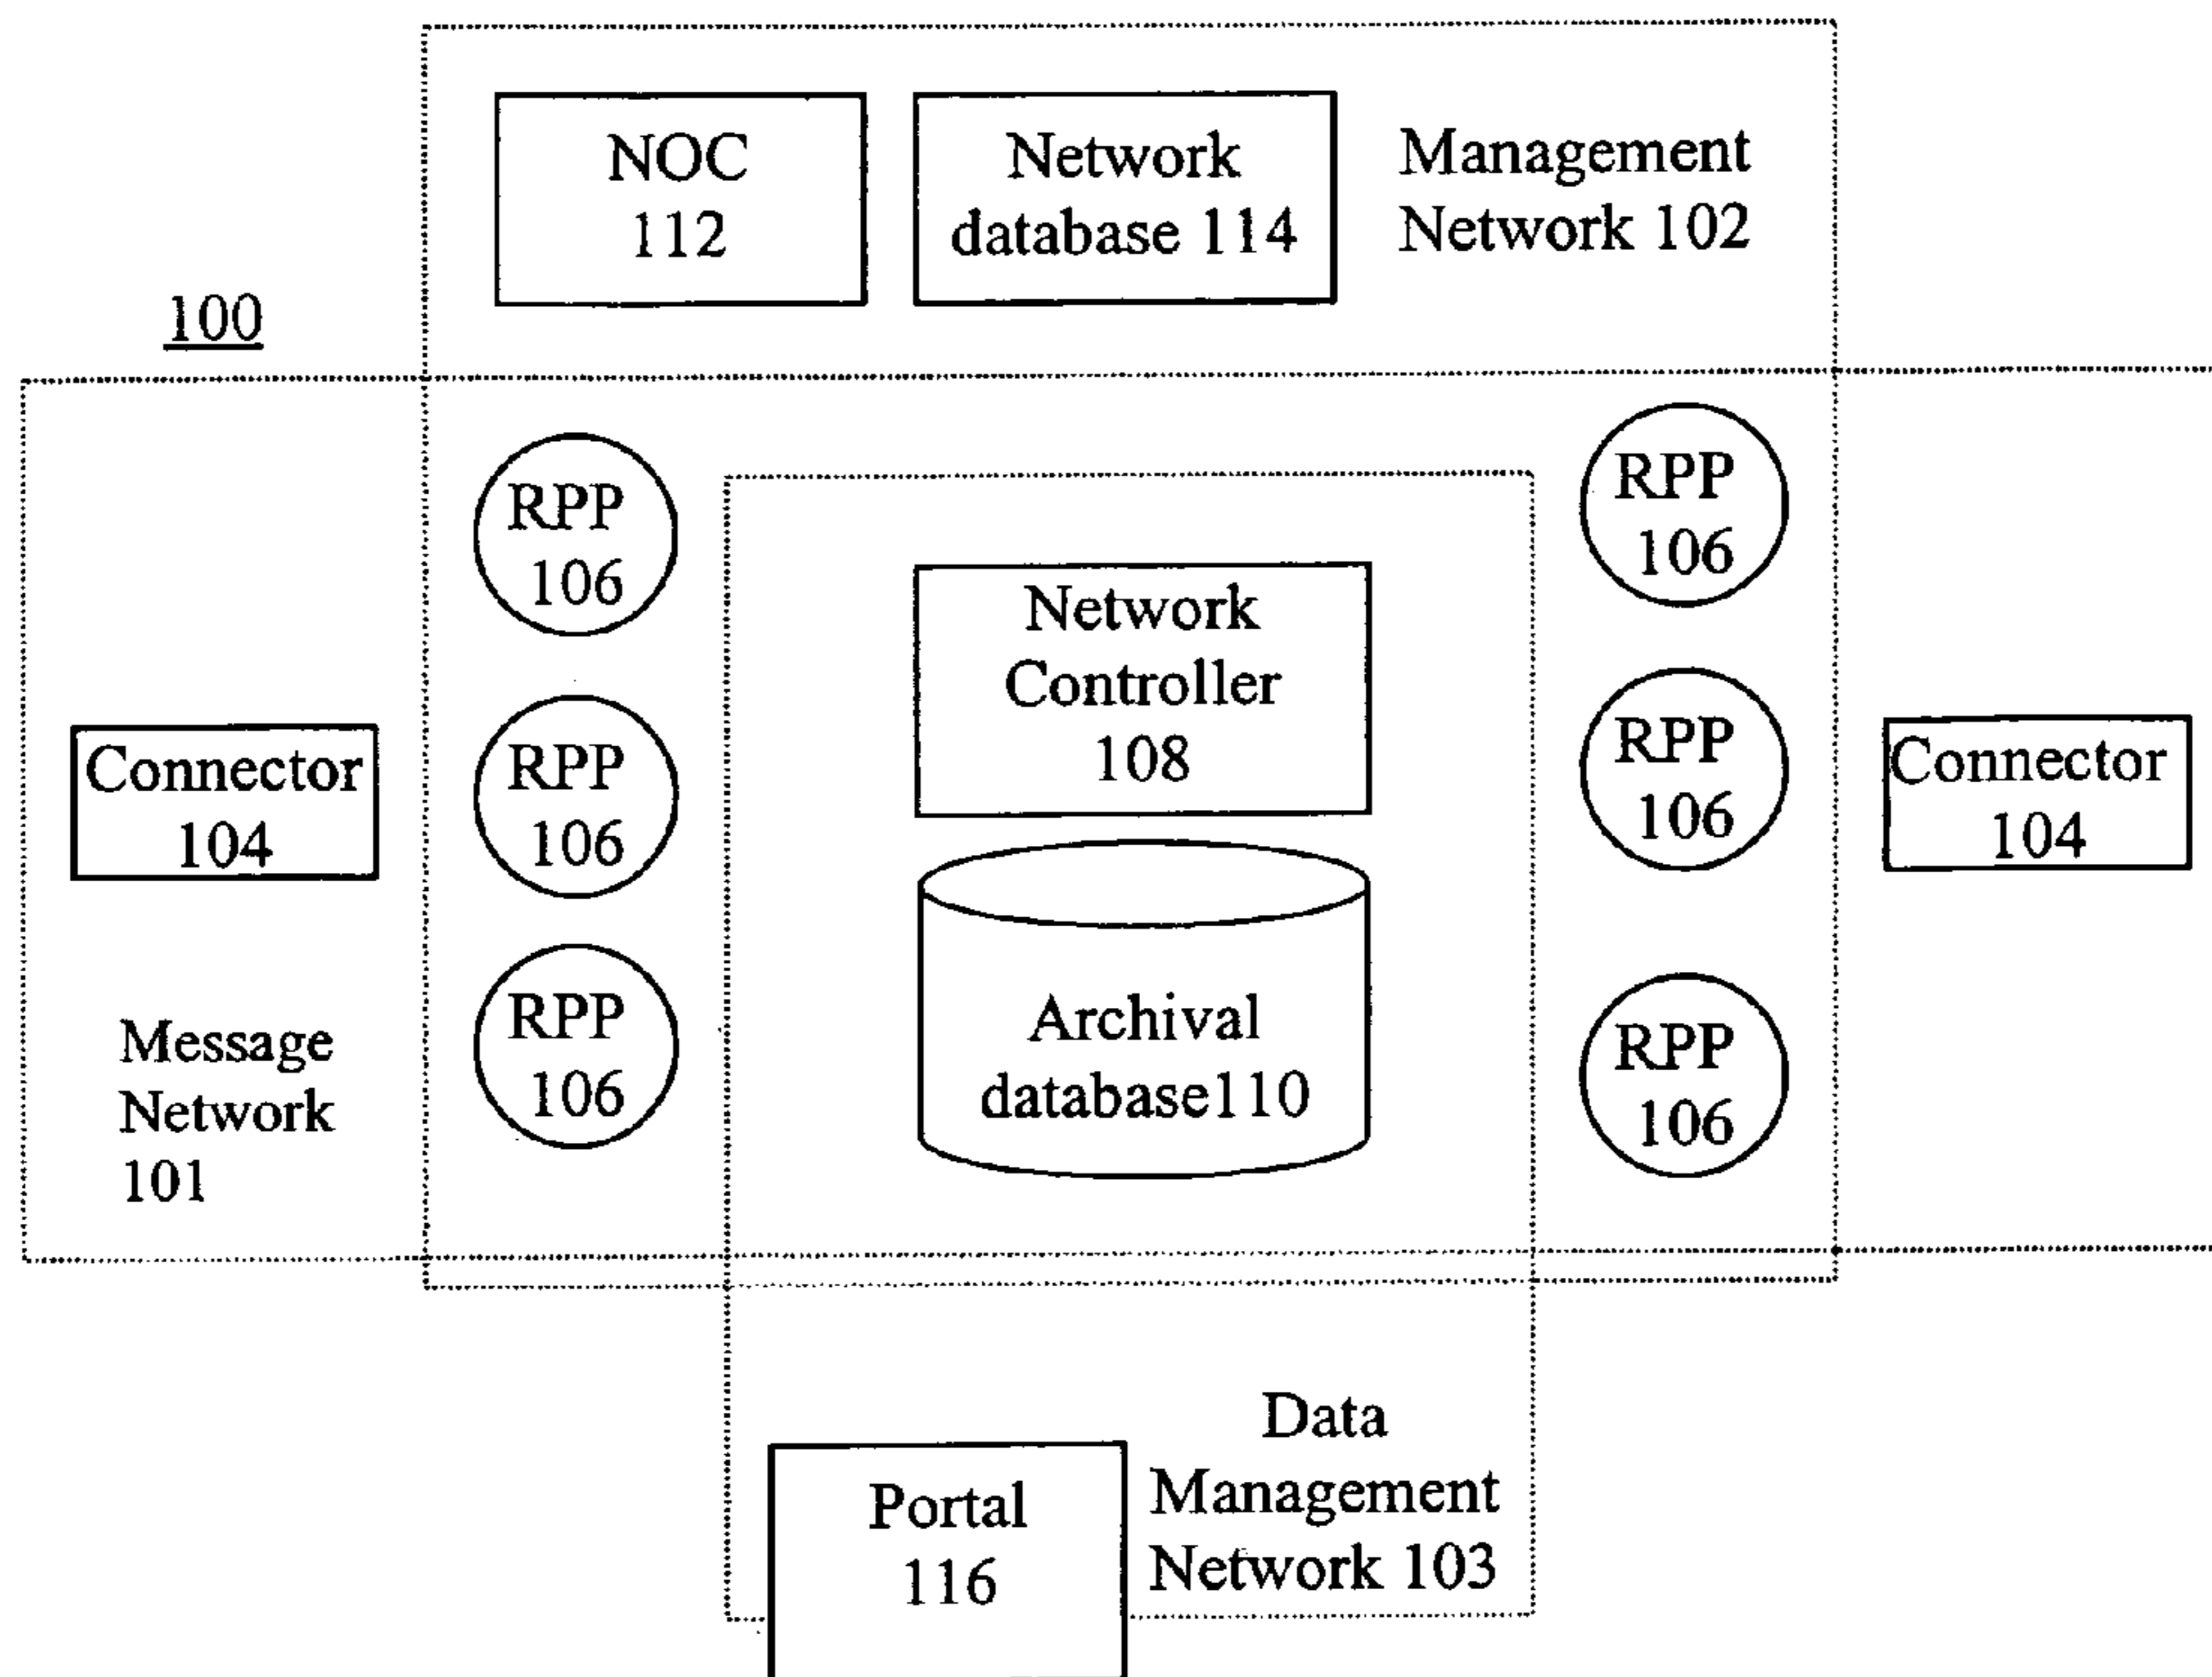 NOC
112
Network
database 114
Management
Network 102
100
RPP
106
RPP
106
Network
Controller
108
RPP
106
RPP
106
Connector
104
Connector
104
Archival
database110
RPP
106
RPP
106
Message
Network
101
Data
Management
Network 103
Portal
116